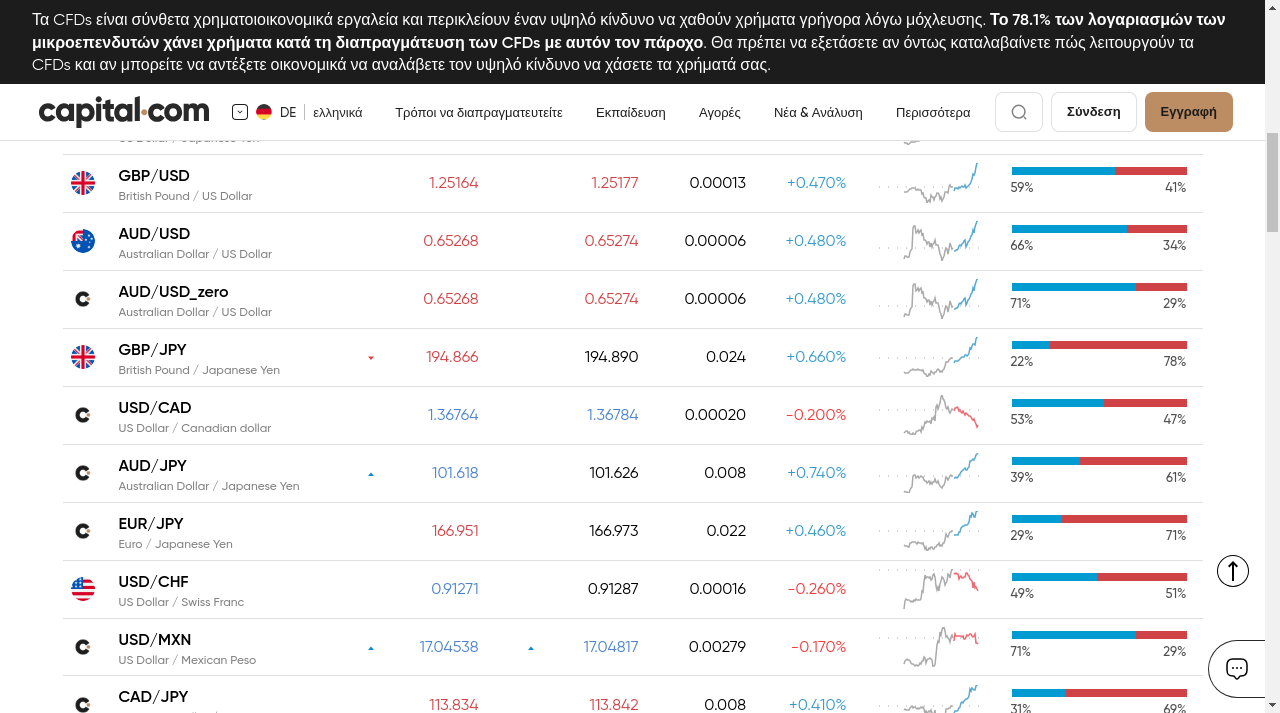 Τα CFDs είναι σύνθετα χρηματοιοικονομικά εργαλεία και περικλείουν έναν υψηλό κίνδυνο να χαθούν χρήματα γρήγορα λόγω μόχλευσης. Το 78.1% των λογαριασμών των
μικροεπενδυτών χάνει χρήματα κατά τη διαπραγμάτευση των CFDs με αυτόν τον πάροχο. Θα πρέπει να εξετάσετε αν όντως καταλαβαίνετε πώς λειτουργούν τα
CFDs και αν μπορείτε να αντέξετε οικονομικά να αναλάβετε τον υψηλό κίνδυνο να χάσετε τα χρήματά σας.
capital.com DE ελληνικά Τρόποι να διαπραγματευτείτε Εκπαίδευση Αγορές Νέα & Ανάλυση Περισσότερα Σύνδεση Εγγραφή
GBP/USD 1.25164 1.25177 0.00013 +0.470%
British Pound / US Dollar 59% 41%
AUD/USD 0.65268 0.65274 0.00006 +0.480%
Australian Dollar / US Dollar 66% 34%
AUD/USD_zero 0.65268 0.65274 0.00006 +0.480%
Australian Dollar / US Dollar 71% 29%
GBP/JPY 194.866 194.890 0.024 +0.660%
British Pound / Japanese Yen 22% 78%
USD/CAD 1.36764 1.36784 0.00020 -0.200%
US Dollar / Canadian dollar 53% 47%
AUD/JPY 101.618 101.626 0.008 +0.740%
Australian Dollar / Japanese Yen 39% 61%
EUR/JPY 166.951 166.973 0.022 +0.460%
Euro / Japanese Yen 29% 71%
USD/CHF 0.91271 0.91287 0.00016 -0.260%
US Dollar / Swiss Franc 49% 51%
USD/MXN 17.04538 17.04817 0.00279 -0.170%
US Dollar / Mexican Peso 71% 29%
CAD/JPY 113.834 113.842 0.008 +0.410%
31% 69%